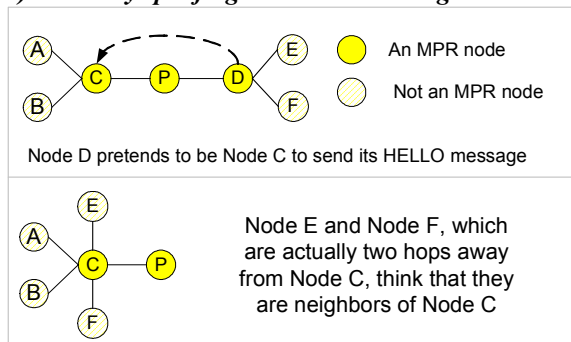 A
E
An MPR node
C
P
D
B
F
Not an MPR node
Node D pretends to be Node C to send its HELLO message
E
A
C
P
B
F
Node E and Node F, which
are actually two hops away
from Node C, think that they
are neighbors of Node C